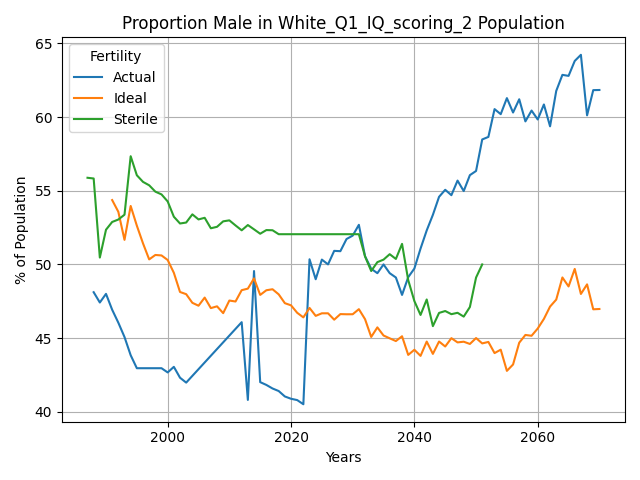 Proportion Male in White_Q1_IQ_scoring_2 Population
65
60
55
50
45
40
% of Population
Fertility
Actual
Ideal
Sterile
2000
2020
2040
2060
Years